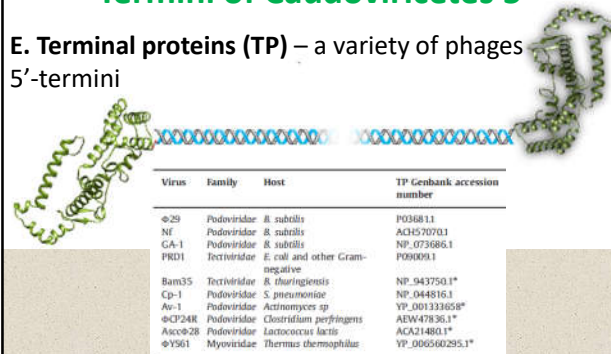 Termini of Caudoviricetes 5
E. Terminal proteins (TP) – a variety of phages
5’-termini
Virus Family Host TP Genbank accession
number
Φ29 Podoviridae B. subtilis P03681.1
Nf Podoviridae B. subtilis ACH57070.1
GA-1 Podoviridae B. subtilis NP_073686.1
PRD1 Tectiviridae E. coli and other Gram-
negative P09009.1
Bam35 Tectiviridae B. thuringiensis NP_943750.1*
Cp-1 Podoviridae S. pneumoniae NP_044816.1
Av-1 Podoviridae Actinomyces sp YP_001333658*
ΦCP24R Podoviridae Clostridium perfringens AEW47836.1*
AsccΦ28 Podoviridae Lactococcus lactis ACA21480.1*
ΦYS61 Myoviridae Thermus thermophilus YP_006560295.1*